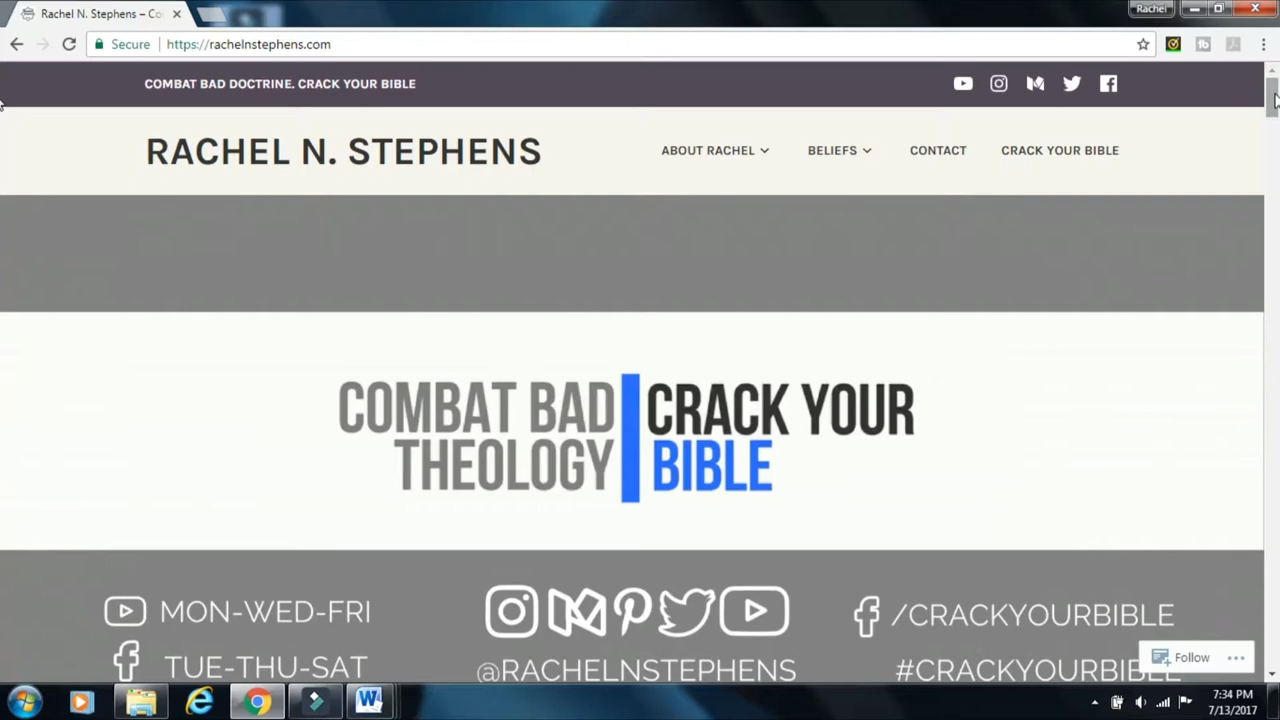 Rachel N. Stephens – Co
Rachel
Secure
https://rachelnstephens.com
COMBAT BAD DOCTRINE. CRACK YOUR BIBLE
RACHEL N. STEPHENS
ABOUT RACHEL
BELIEFS
CONTACT
CRACK YOUR BIBLE
COMBAT BAD
THEOLOGY
CRACK YOUR
BIBLE
MON-WED-FRI
TUE-THU-SAT
@RACHELNSTEPHENS
/CRACKYOURBIBLE
#CRACKYOURBIBLE
Follow
7:34 PM
7/13/2017